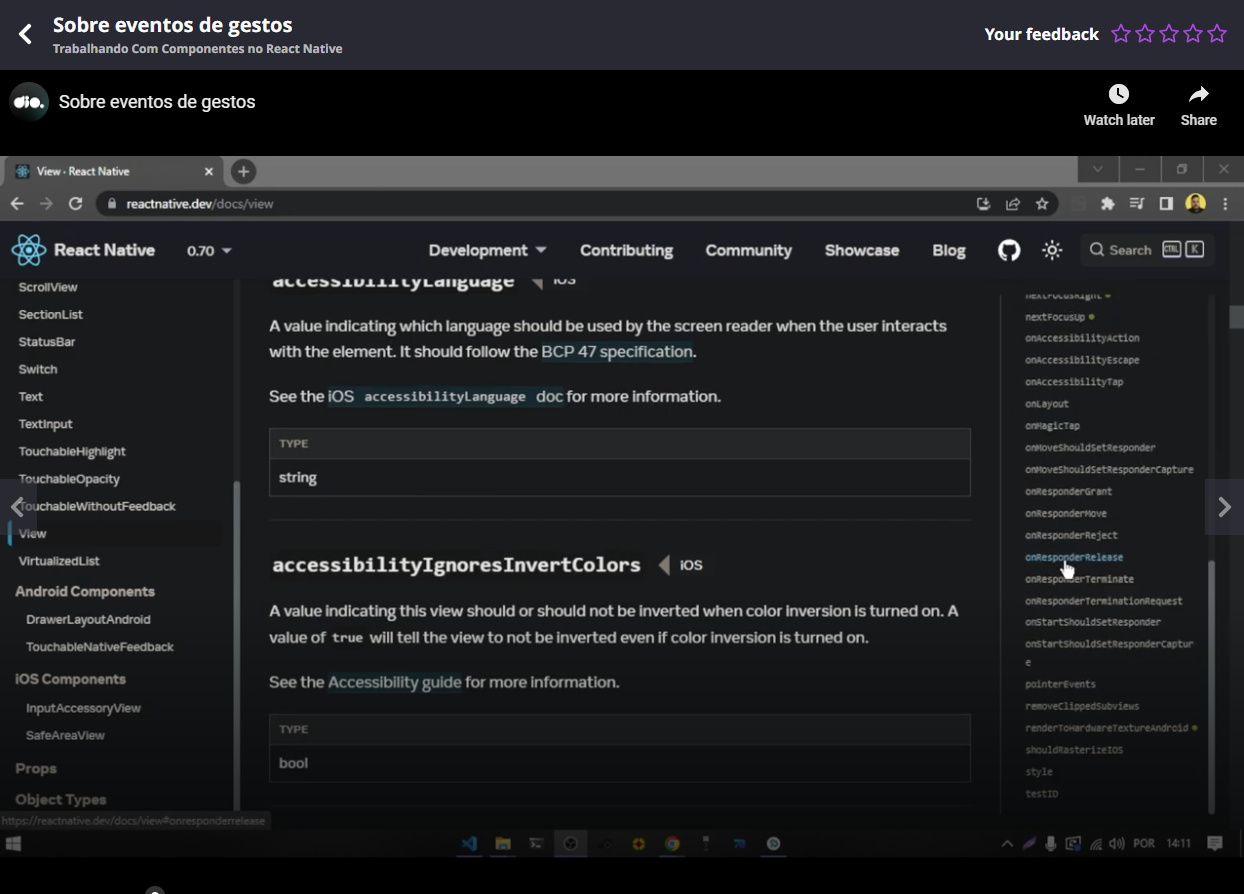 Sobre eventos de gestos
Trabalhando Com Componentes no React Native
Your feedback
dio.
Sobre eventos de gestos
Watch later
Share
View · React Native
reactnative.dev/docs/view
React Native
0.70
Development
Contributing
Community
Showcase
Blog
Search
CTRL
K
ScrollView
SectionList
StatusBar
Switch
Text
TextInput
TouchableHighlight
TouchableOpacity
TouchableWithoutFeedback
View
VirtualizedList
Android Components
DrawerLayoutAndroid
TouchableNativeFeedback
iOS Components
InputAccessoryView
SafeAreaView
Props
Object Types
https://reactnative.dev/docs/view#onresponderrelease
accessibilityLanguage
iOS
A value indicating which language should be used by the screen reader when the user interacts
with the element. It should follow the BCP 47 specification.
See the iOS accessibilityLanguage doc for more information.
TYPE
string
accessibilityIgnoresInvertColors
iOS
A value indicating this view should or should not be inverted when color inversion is turned on. A
value of true will tell the view to not be inverted even if color inversion is turned on.
See the Accessibility guide for more information.
TYPE
bool
nextFocusRight
nextFocusUp
onAccessibilityAction
onAccessibilityEscape
onAccessibilityTap
onLayout
onMagicTap
onMoveShouldSetResponder
onMoveShouldSetResponderCapture
onResponderGrant
onResponderMove
onResponderReject
onResponderRelease
onResponderTerminate
onResponderTerminationRequest
onStartShouldSetResponder
onStartShouldSetResponderCaptur
e
pointerEvents
removeClippedSubviews
renderToHardwareTextureAndroid
shouldRasterizeIOS
style
testID
POR
14:11